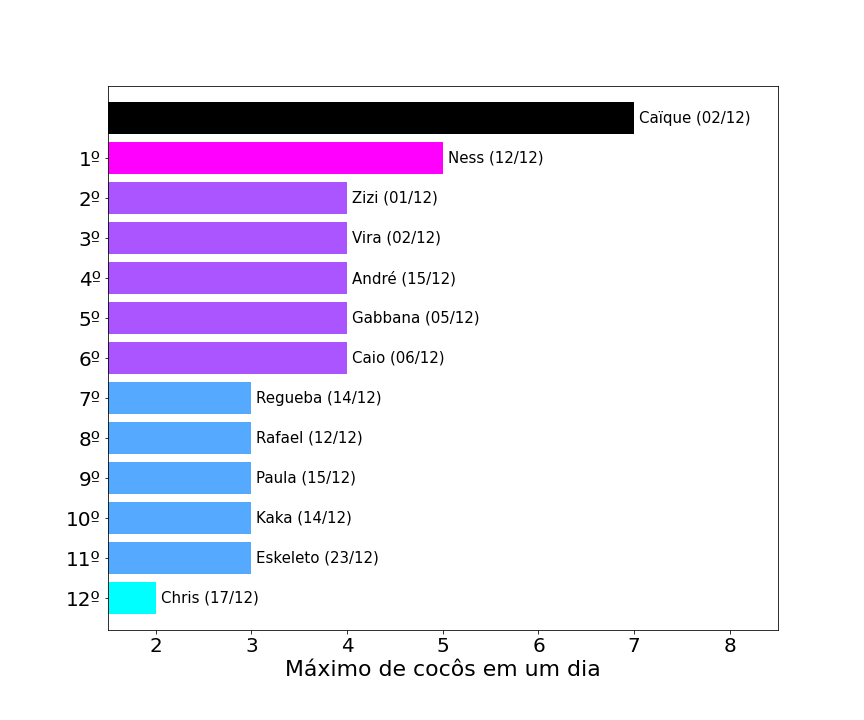 Caïque (02/12)
1º Ness (12/12)
2º Zizi (01/12)
3º Vira (02/12)
4º André (15/12)
5º Gabbana (05/12)
6º Caio (06/12)
7º Regueba (14/12)
8º Rafael (12/12)
9º Paula (15/12)
10º Kaka (14/12)
11º Eskeleto (23/12)
12º Chris (17/12)
2 3 4 5 6 7 8
Máximo de cocôs em um dia